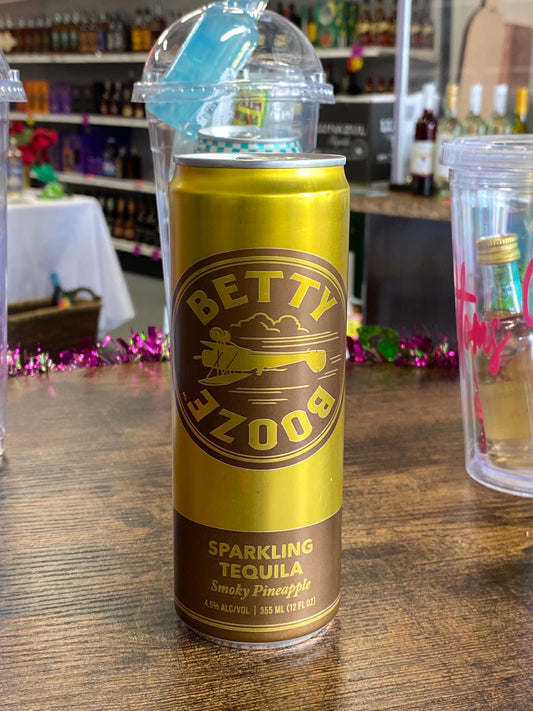 BETTY
BOOZE
SPARKLING
TEQUILA
Smoky Pineapple
4.5% ALC/VOL | 355 ML (12 FL OZ)